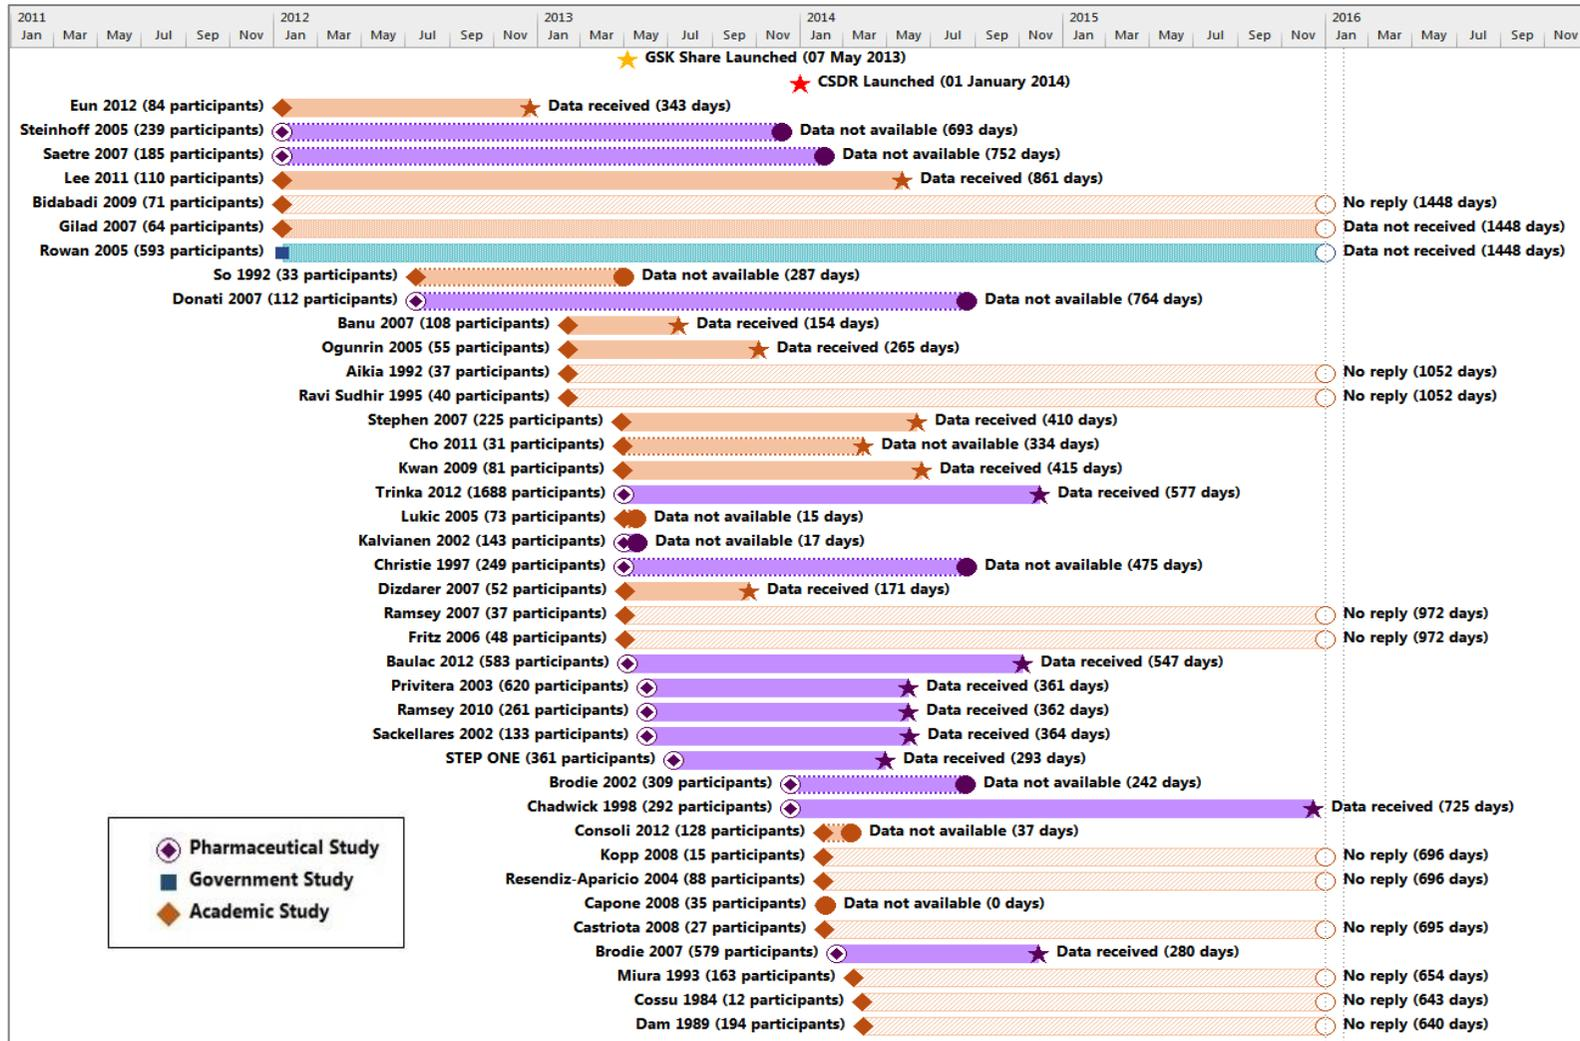 2011 2012 2013 2014 2015 2016
Jan Mar May Jul Sep Nov Jan Mar May Jul Sep Nov Jan Mar May Jul Sep Nov Jan Mar May Jul Sep Nov Jan Mar May Jul Sep Nov Jan Mar May Jul Sep Nov
GSK Share Launched (07 May 2013)
CSDR Launched (01 January 2014)
Eun 2012 (84 participants) Data received (343 days)
Steinhoff 2005 (239 participants) Data not available (693 days)
Saetre 2007 (185 participants) Data not available (752 days)
Lee 2011 (110 participants) Data received (861 days)
Bidabadi 2009 (71 participants) No reply (1448 days)
Gilad 2007 (64 participants) Data not received (1448 days)
Rowan 2005 (593 participants) Data not received (1448 days)
So 1992 (33 participants) Data not available (287 days)
Donati 2007 (112 participants) Data not available (764 days)
Banu 2007 (108 participants) Data received (154 days)
Ogunrin 2005 (55 participants) Data received (265 days)
Aikia 1992 (37 participants) No reply (1052 days)
Ravi Sudhir 1995 (40 participants) No reply (1052 days)
Stephen 2007 (225 participants) Data received (410 days)
Cho 2011 (31 participants) Data not available (334 days)
Kwan 2009 (81 participants) Data received (415 days)
Trinka 2012 (1688 participants) Data received (577 days)
Lukic 2005 (73 participants) Data not available (15 days)
Kalvianen 2002 (143 participants) Data not available (17 days)
Christie 1997 (249 participants) Data not available (475 days)
Dizdarer 2007 (52 participants) Data received (171 days)
Ramsey 2007 (37 participants) No reply (972 days)
Fritz 2006 (48 participants) No reply (972 days)
Baulac 2012 (583 participants) Data received (547 days)
Privitera 2003 (620 participants) Data received (361 days)
Ramsey 2010 (261 participants) Data received (362 days)
Sackellares 2002 (133 participants) Data received (364 days)
STEP ONE (361 participants) Data received (293 days)
Brodie 2002 (309 participants) Data not available (242 days)
Chadwick 1998 (292 participants) Data received (725 days)
Consoli 2012 (128 participants) Data not available (37 days)
Kopp 2008 (15 participants) No reply (696 days)
Resendiz-Aparicio 2004 (88 participants) No reply (696 days)
Capone 2008 (35 participants) Data not available (0 days)
Castriota 2008 (27 participants) No reply (695 days)
Brodie 2007 (579 participants) Data received (280 days)
Miura 1993 (163 participants) No reply (654 days)
Cossu 1984 (12 participants) No reply (643 days)
Dam 1989 (194 participants) No reply (640 days)
Pharmaceutical Study
Government Study
Academic Study